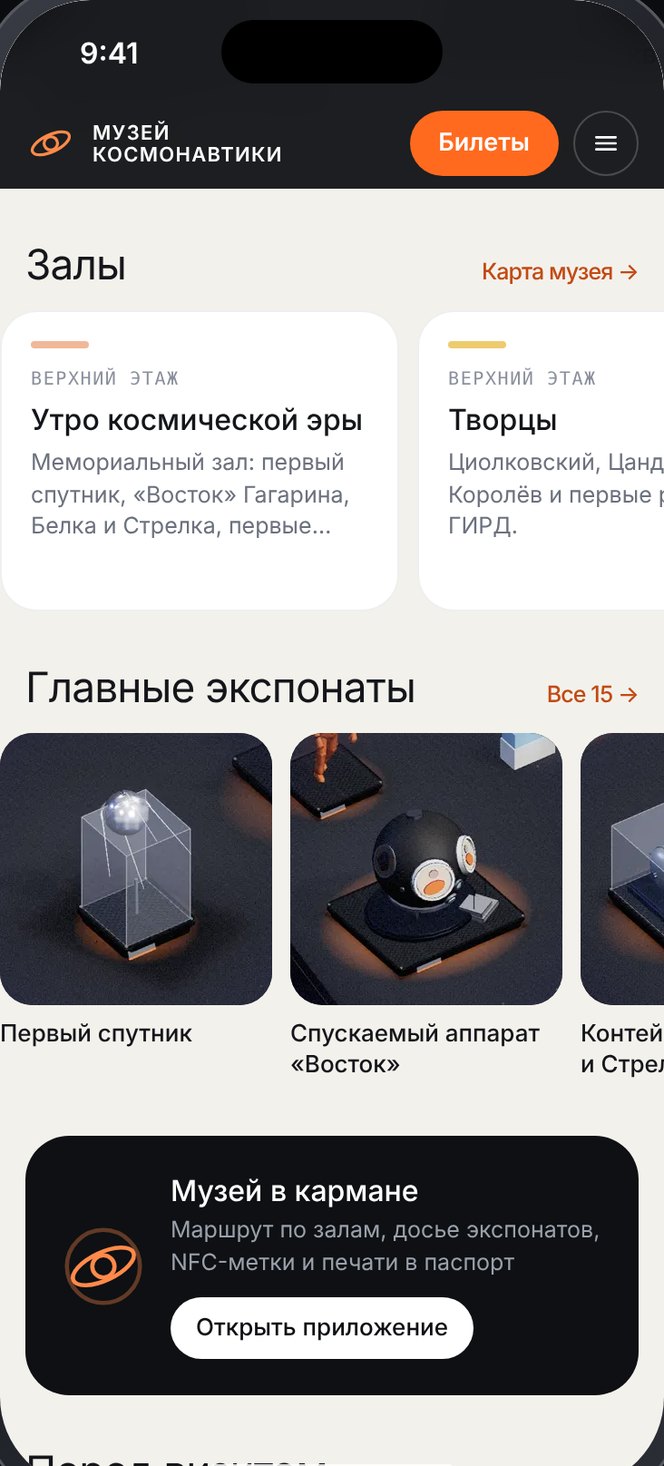 9:41
МУЗЕЙ
КОСМОНАВТИКИ
Билеты
Залы
Карта музея →
ВЕРХНИЙ ЭТАЖ
Утро космической эры
Мемориальный зал: первый
спутник, «Восток» Гагарина,
Белка и Стрелка, первые…
ВЕРХНИЙ ЭТАЖ
Творцы
Циолковский, Цанд
Королёв и первые р
ГИРД.
Главные экспонаты
Все 15 →
Первый спутник
Спускаемый аппарат
«Восток»
Контей
и Стрел
Музей в кармане
Маршрут по залам, досье экспонатов,
NFC-метки и печати в паспорт
Открыть приложение
Перед визитом